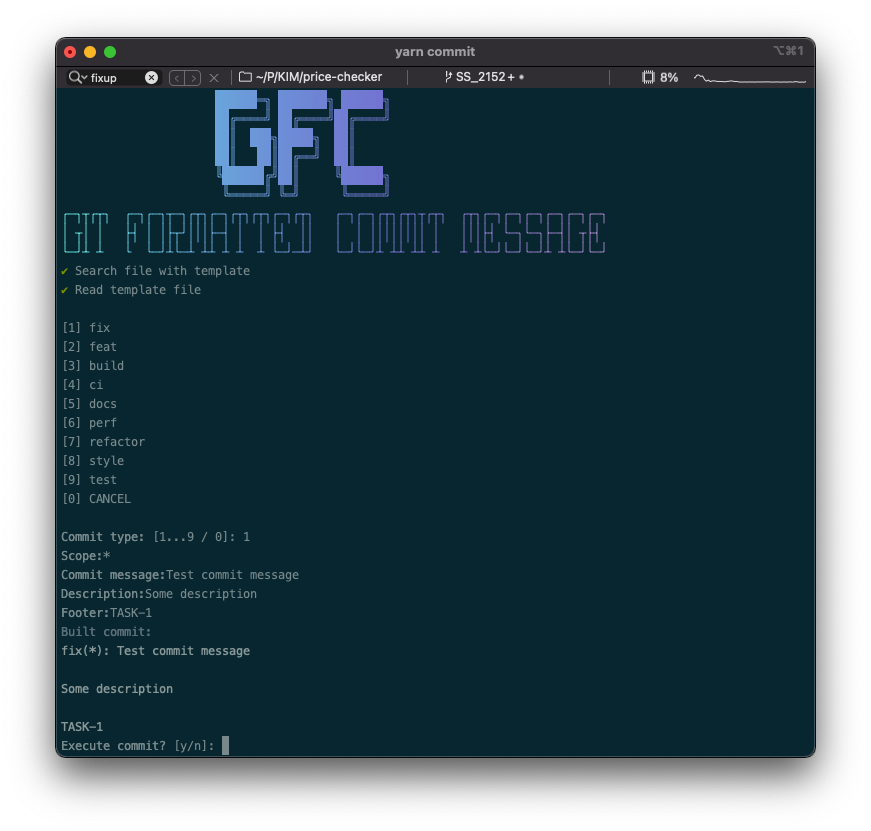 yarn commit
⌥⌘1
fixup
~/P/KIM/price-checker
SS_2152+ •
8%
GFC
GIT FORMATTED COMMIT MESSAGE
✔ Search file with template
✔ Read template file
[1] fix
[2] feat
[3] build
[4] ci
[5] docs
[6] perf
[7] refactor
[8] style
[9] test
[0] CANCEL
Commit type: [1...9 / 0]: 1
Scope:*
Commit message:Test commit message
Description:Some description
Footer:TASK-1
Built commit:
fix(*): Test commit message
Some description
TASK-1
Execute commit? [y/n]: